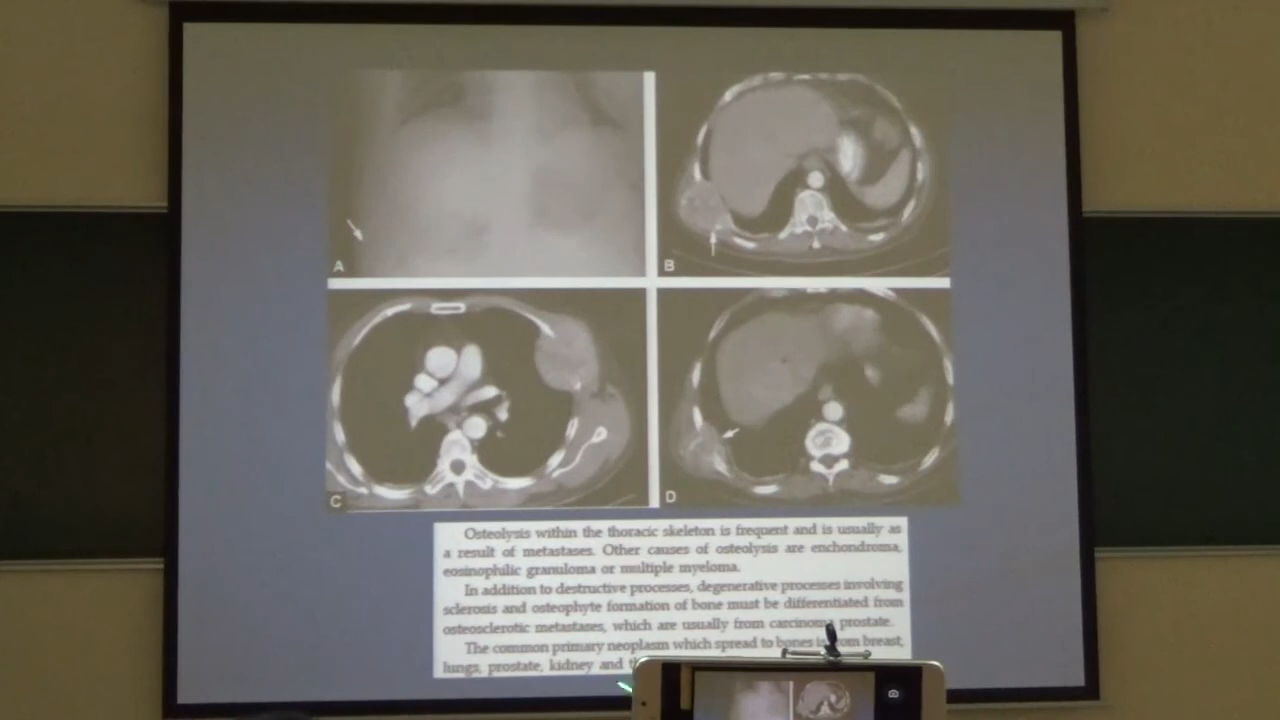 A
B
C
D
Osteolysis within the thoracic skeleton is frequent and is usually as
a result of metastases. Other causes of osteolysis are enchondroma,
eosinophilic granuloma or multiple myeloma.
In addition to destructive processes, degenerative processes involving
sclerosis and osteophyte formation of bone must be differentiated from
osteosclerotic metastases, which are usually from carcinoma prostate.
The common primary neoplasm which spread to bones is from breast,
lungs, prostate, kidney and